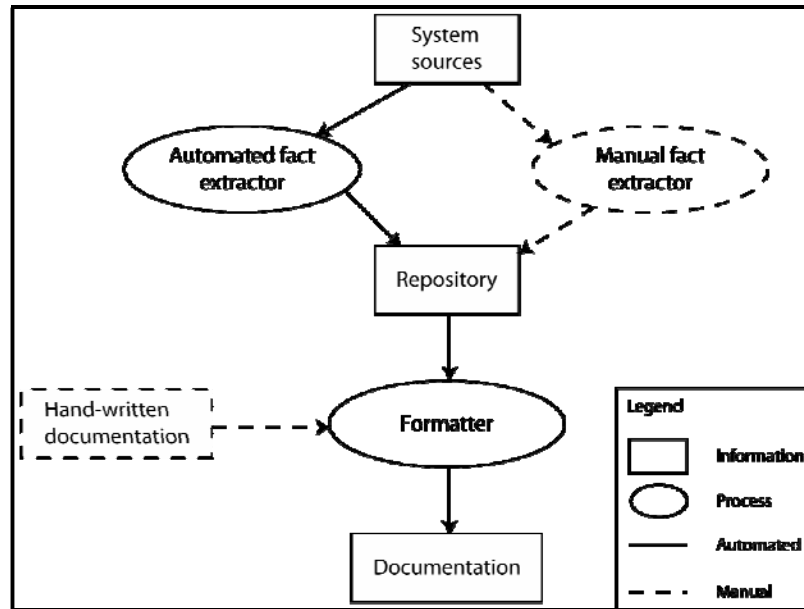 System
sources
Automated fact
extractor
Manual fact
extractor
Repository
Hand-written
documentation
Formatter
Documentation
Legend
Information
Process
Automated
Manual